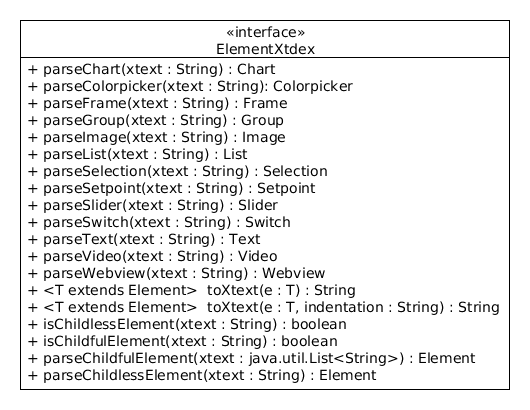 «interface»
ElementXtdex
+ parseChart(xtext : String) : Chart
+ parseColorpicker(xtext : String): Colorpicker
+ parseFrame(xtext : String) : Frame
+ parseGroup(xtext : String) : Group
+ parseImage(xtext : String) : Image
+ parseList(xtext : String) : List
+ parseSelection(xtext : String) : Selection
+ parseSetpoint(xtext : String) : Setpoint
+ parseSlider(xtext : String) : Slider
+ parseSwitch(xtext : String) : Switch
+ parseText(xtext : String) : Text
+ parseVideo(xtext : String) : Video
+ parseWebview(xtext : String) : Webview
+ <T extends Element>  toXtext(e : T) : String
+ <T extends Element>  toXtext(e : T, indentation : String) : String
+ isChildlessElement(xtext : String) : boolean
+ isChildfulElement(xtext : String) : boolean
+ parseChildfulElement(xtext : java.util.List<String>) : Element
+ parseChildlessElement(xtext : String) : Element